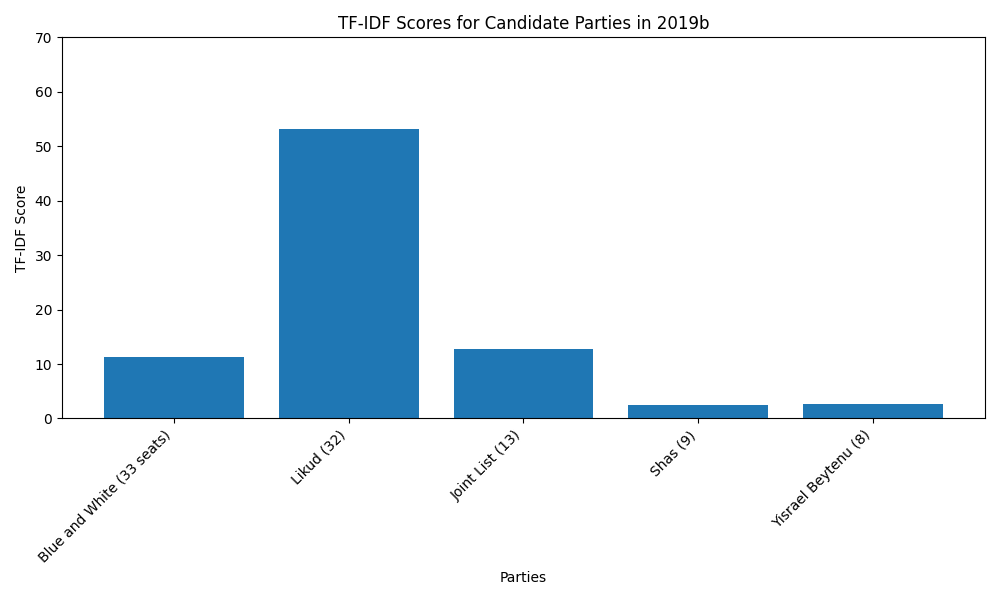 TF-IDF Scores for Candidate Parties in 2019b
70
60
50
40
30
20
10
0
TF-IDF Score
Blue and White (33 seats)
Likud (32)
Joint List (13)
Shas (9)
Yisrael Beytenu (8)
Parties